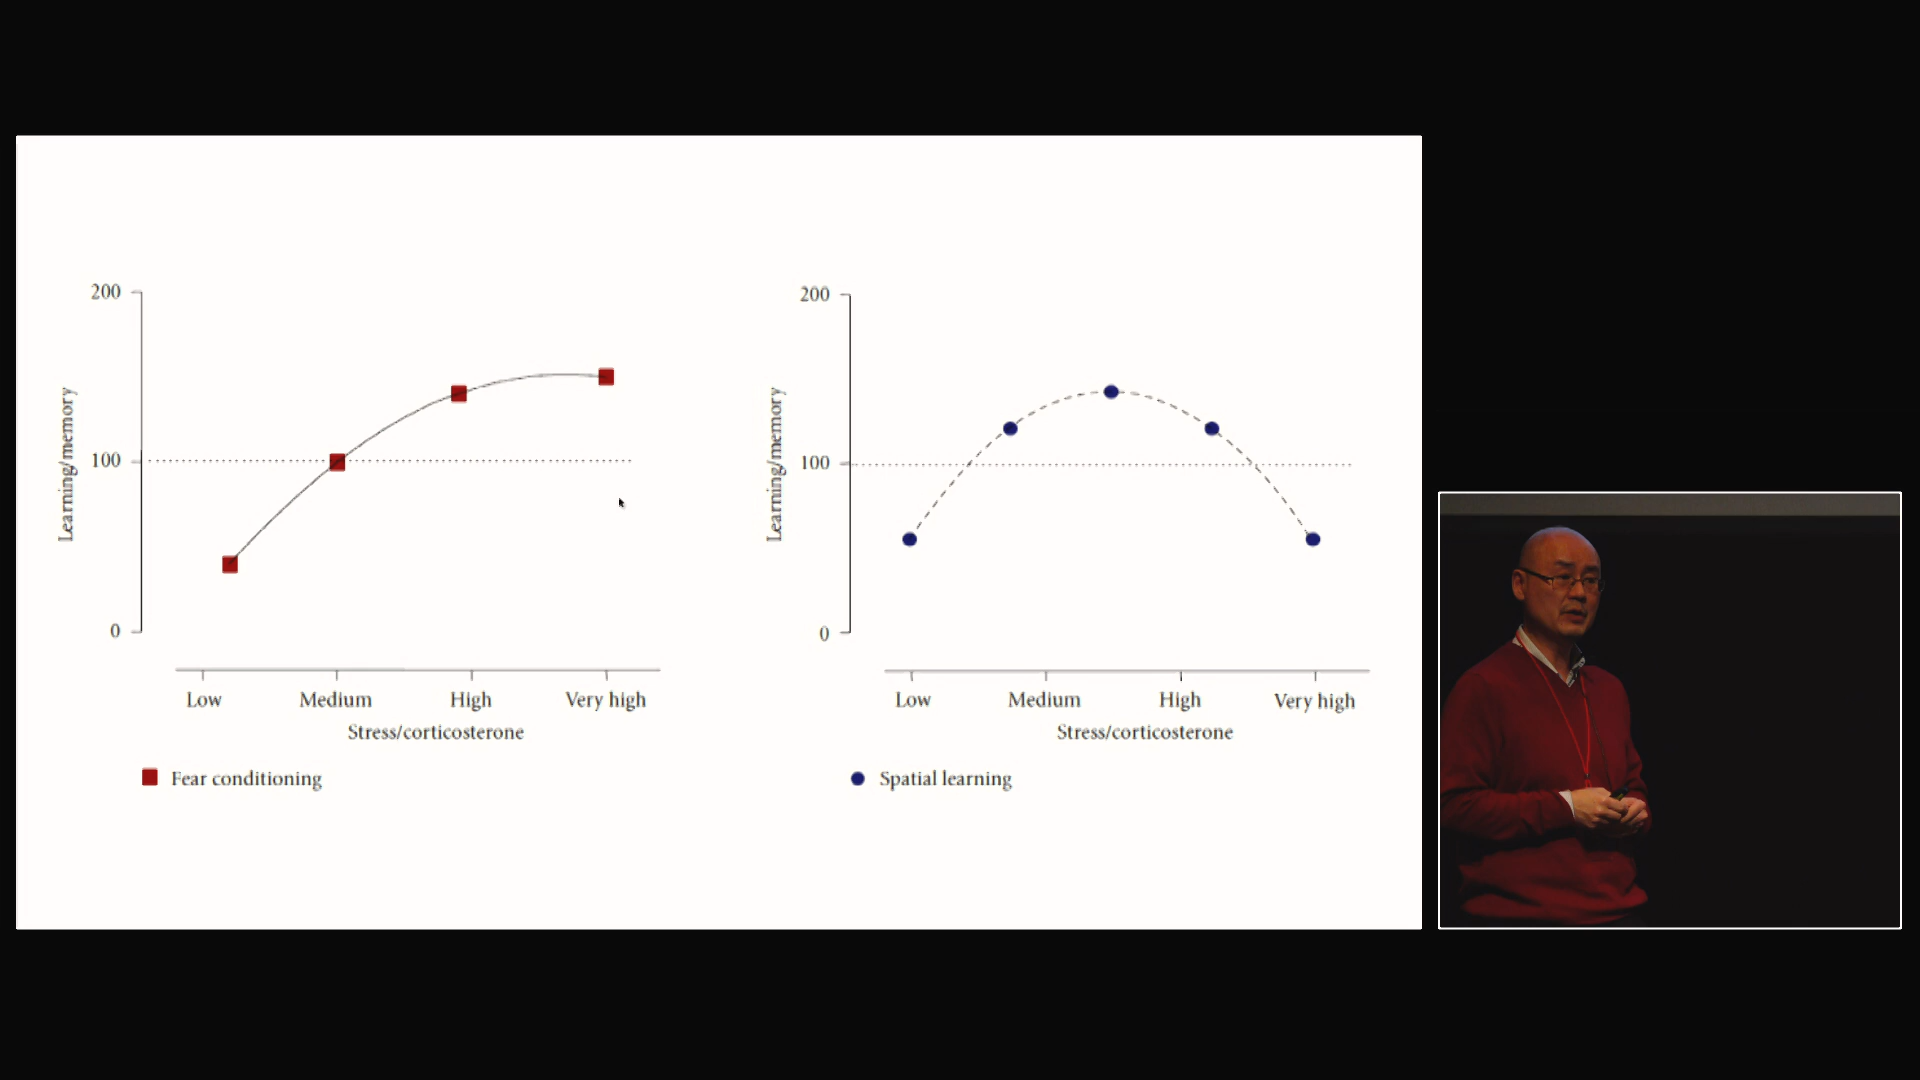 200
100
0
Learning/memory
Low Medium High Very high
Stress/corticosterone
Fear conditioning
200
100
0
Learning/memory
Low Medium High Very high
Stress/corticosterone
Spatial learning